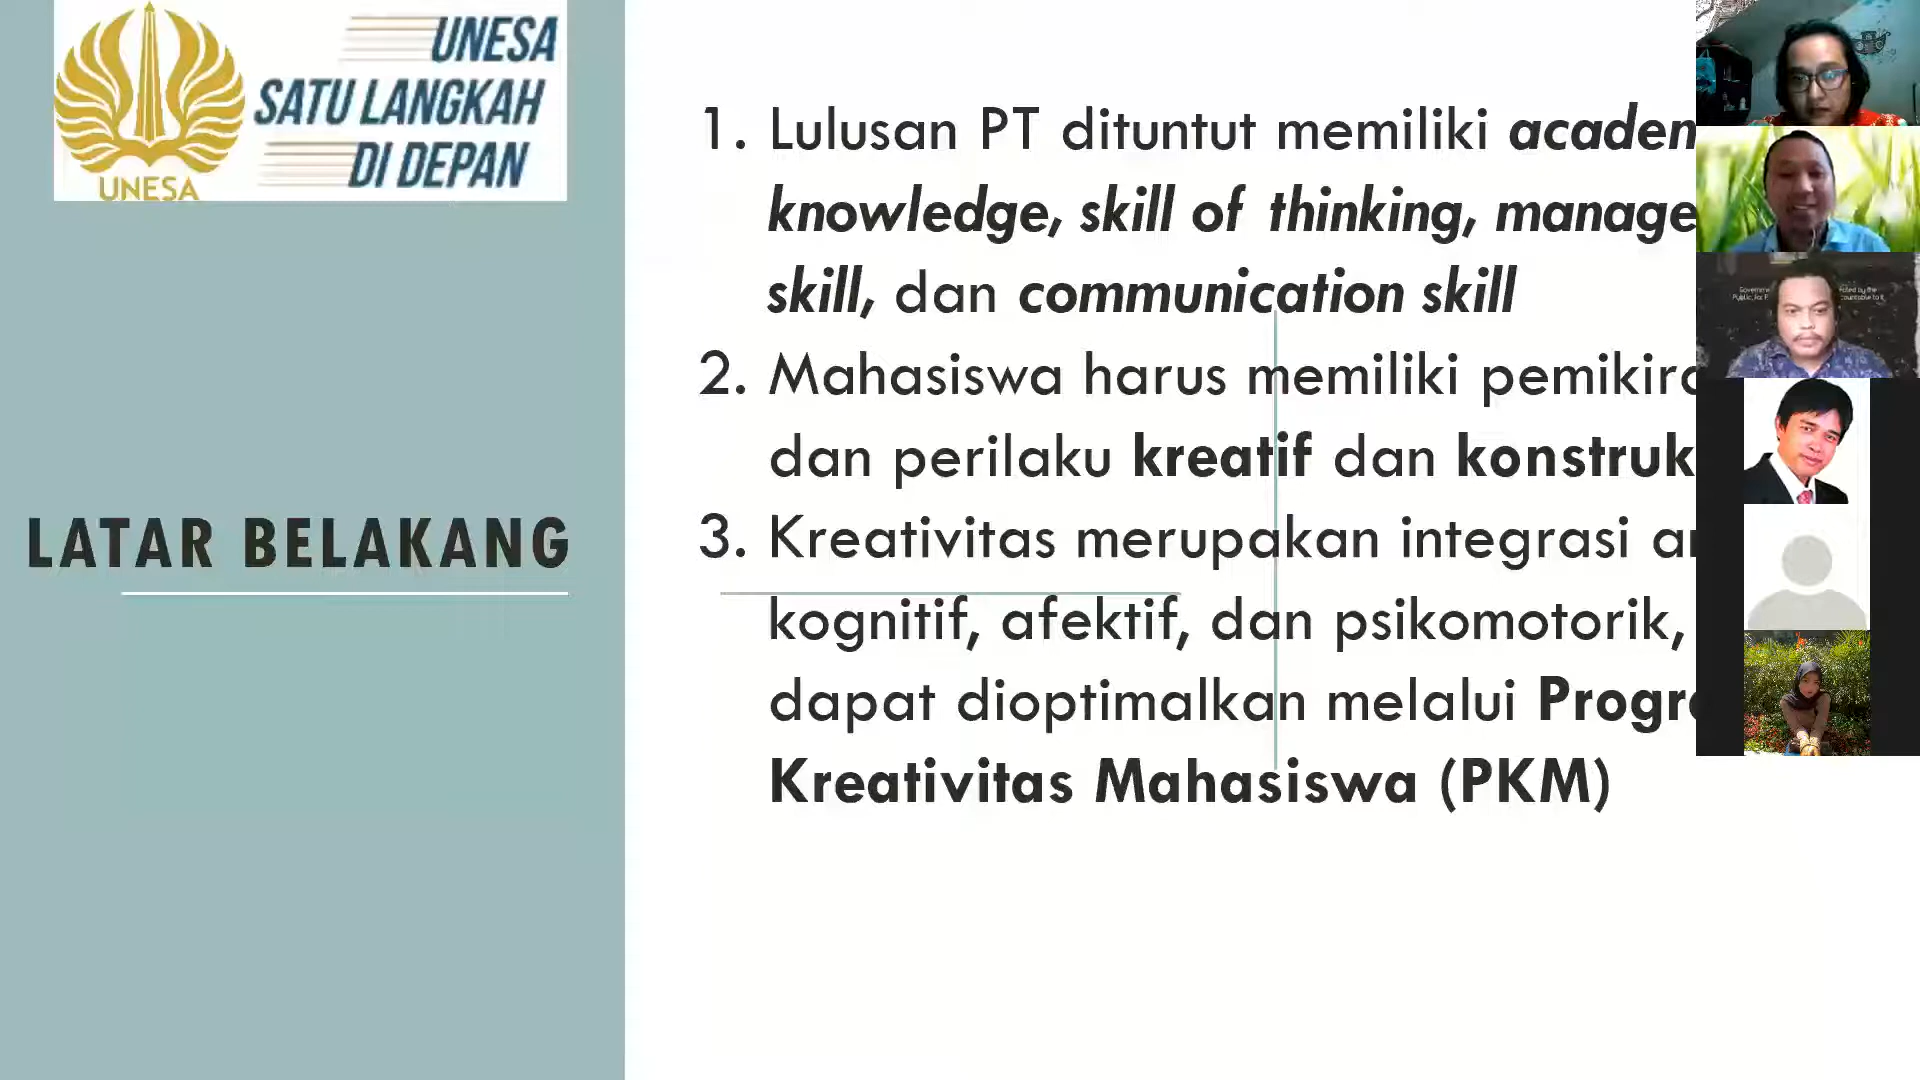 UNESA
SATU LANGKAH
DI DEPAN
UNESA
LATAR BELAKANG
1. Lulusan PT dituntut memiliki
knowledge, skill of thinking,
skill, dan communication skill
2. Mahasiswa harus memiliki
dan perilaku kreatif dan
3. Kreativitas merupakan integrasi
kognitif, afektif, dan psikomotorik,
dapat dioptimalkan melalui
Kreativitas Mahasiswa (PKM)